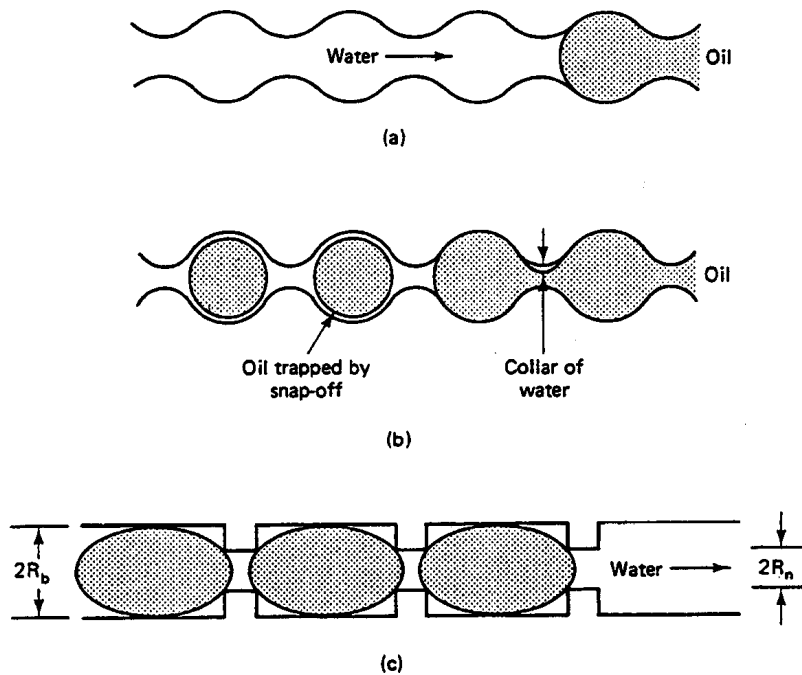 Water
Oil
(a)
Oil
Oil trapped by
snap-off
Collar of
water
(b)
2R_b
Water
2R_n
(c)